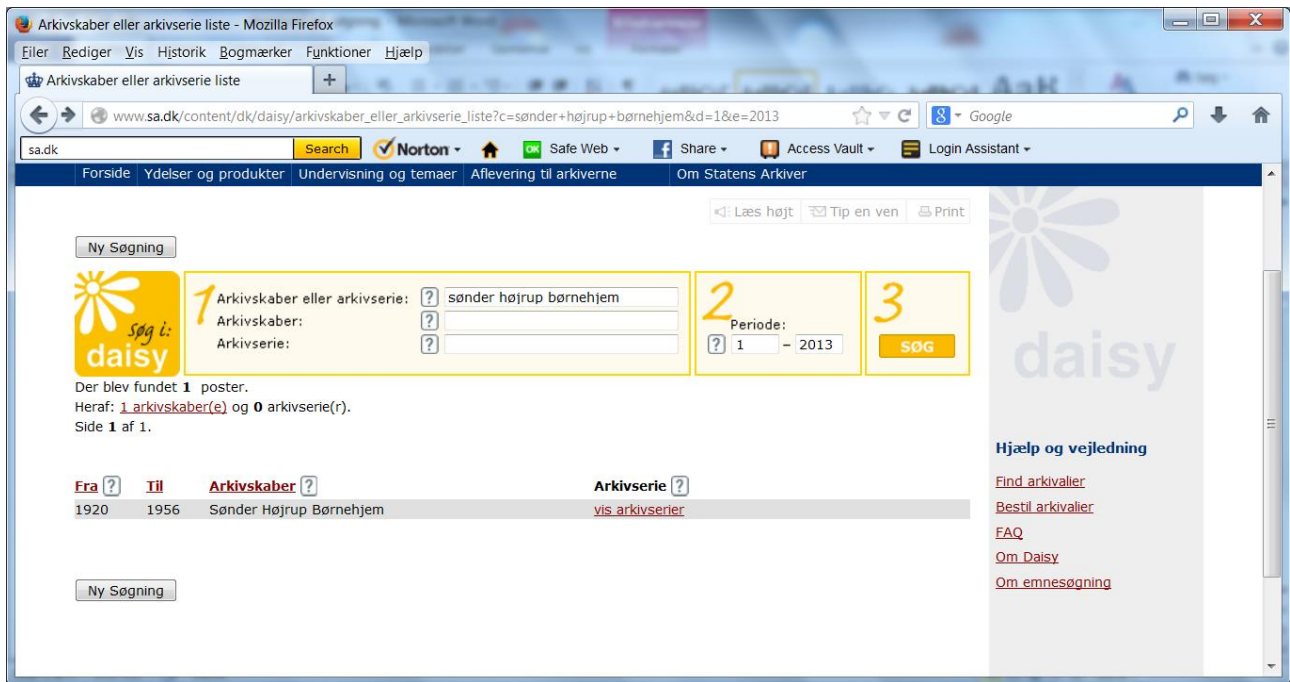 Arkivskaber eller arkivserie liste - Mozilla Firefox
Filer Rediger Vis Historik Bogmærker Funktioner Hjælp
Arkivskaber eller arkivserie liste +
www.sa.dk/content/dk/daisy/arkivskaber_eller_arkivserie_liste?c=sønder+højrup+børnehjem&d=1&e=2013 Google
sa.dk Search Norton OK Safe Web Share Access Vault Login Assistant
Forside Ydelser og produkter Undervisning og temaer Aflevering til arkiverne Om Statens Arkiver
Læs højt Tip en ven Print
Ny Søgning
Søg i:
daisy
1
Arkivskaber eller arkivserie: ? sønder højrup børnehjem
Arkivskaber: ?
Arkivserie: ?
2
Periode:
? 1 – 2013
3
SØG
daisy
Der blev fundet 1 poster.
Heraf: 1 arkivskaber(e) og 0 arkivserie(r).
Side 1 af 1.
Fra ? Til Arkivskaber ? Arkivserie ?
1920 1956 Sønder Højrup Børnehjem vis arkivserier
Ny Søgning
Hjælp og vejledning
Find arkivalier
Bestil arkivalier
FAQ
Om Daisy
Om emnesøgning